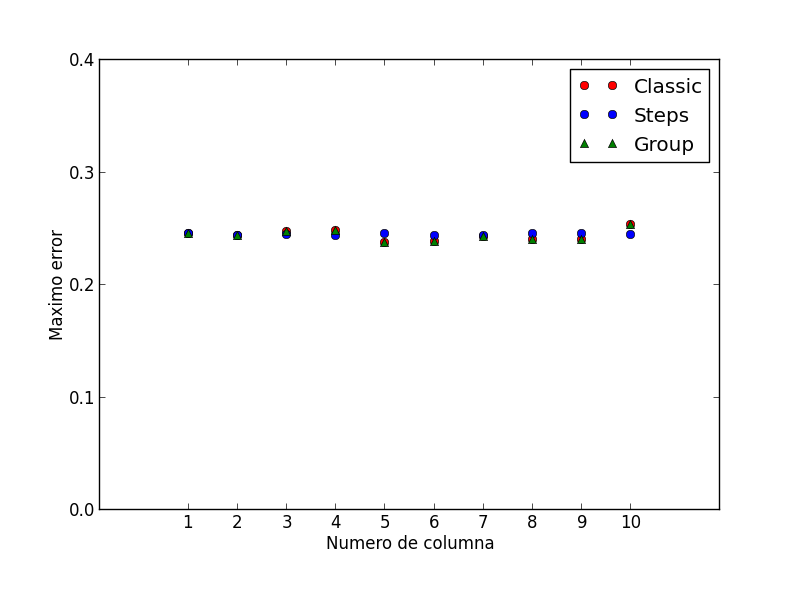 0.4
0.3
0.2
0.1
0.0
Maximo error
Classic
Steps
Group
1 2 3 4 5 6 7 8 9 10
Numero de columna